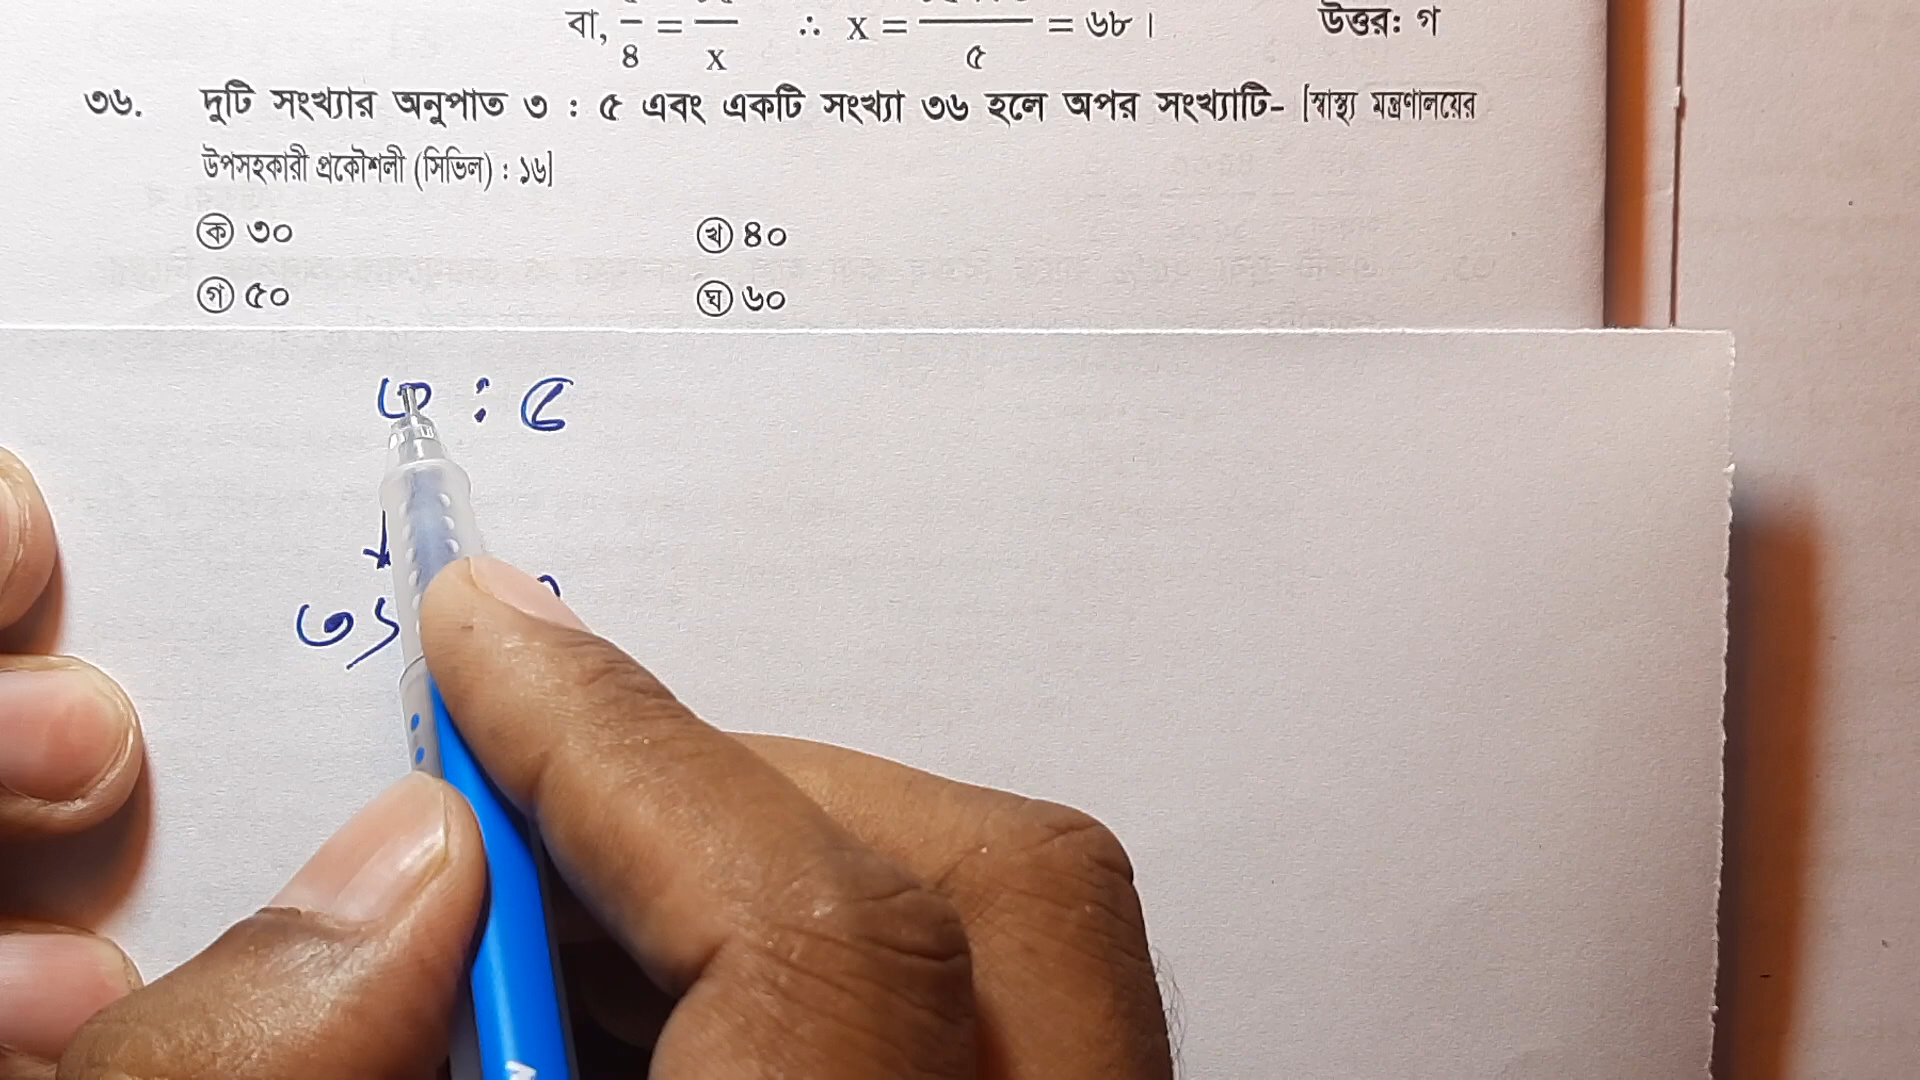 বা, — = — x ∴ x = — = ৬৮। উত্তর: গ
৪ x ৫
৩৬. দুটি সংখ্যার অনুপাত ৩ : ৫ এবং একটি সংখ্যা ৩৬ হলে অপর সংখ্যাটি- [স্বাস্থ্য মন্ত্রণালয়ের
উপসহকারী প্রকৌশলী (সিভিল) : ১৬]
ক ৩০ খ ৪০
গ ৫০ ঘ ৬০
৩ : ৫